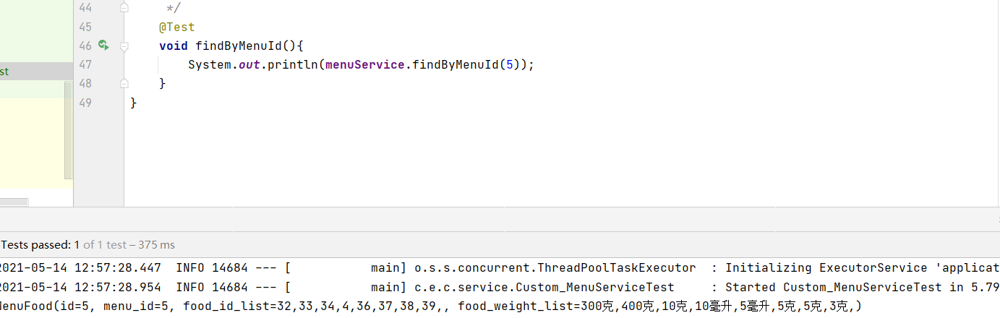 44 */
45 @Test
46 void findByMenuId(){
st
47 System.out.println(menuService.findByMenuId(5));
48 }
49 }
Tests passed: 1 of 1 test – 375 ms
2021-05-14 12:57:28.447  INFO 14684 --- [           main] o.s.s.concurrent.ThreadPoolTaskExecutor  : Initializing ExecutorService 'applicat
2021-05-14 12:57:28.954  INFO 14684 --- [           main] c.e.c.service.Custom_MenuServiceTest     : Started Custom_MenuServiceTest in 5.79
MenuFood(id=5, menu_id=5, food_id_list=32,33,34,4,36,37,38,39,, food_weight_list=300克,400克,10克,10毫升,5毫升,5克,5克,3克,)